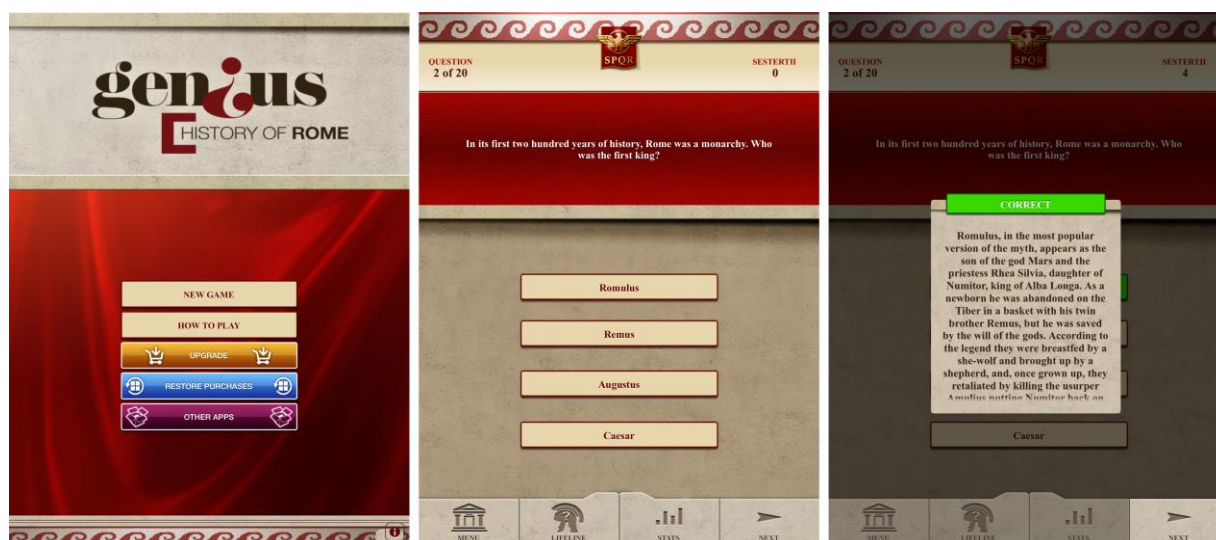 genius
HISTORY OF ROME
NEW GAME
HOW TO PLAY
UPGRADE
RESTORE PURCHASES
OTHER APPS
QUESTION
2 of 20
SPQR
SESTERTII
0
In its first two hundred years of history, Rome was a monarchy. Who
was the first king?
Romulus
Remus
Augustus
Caesar
MENU
LIFELINE
STATS
NEXT
QUESTION
2 of 20
SPQR
SESTERTII
4
In its first two hundred years of history, Rome was a monarchy. Who
was the first king?
CORRECT
Romulus, in the most popular
version of the myth, appears as the
son of the god Mars and the
priestess Rhea Silvia, daughter of
Numitor, king of Alba Longa. As a
newborn he was abandoned on the
Tiber in a basket with his twin
brother Remus, but he was saved
by the will of the gods. According to
the legend they were breastfed by a
she-wolf and brought up by a
shepherd, and, once grown up, they
retaliated by killing the usurper
Amulius putting Numitor back on
Caesar
MENU
LIFELINE
STATS
NEXT